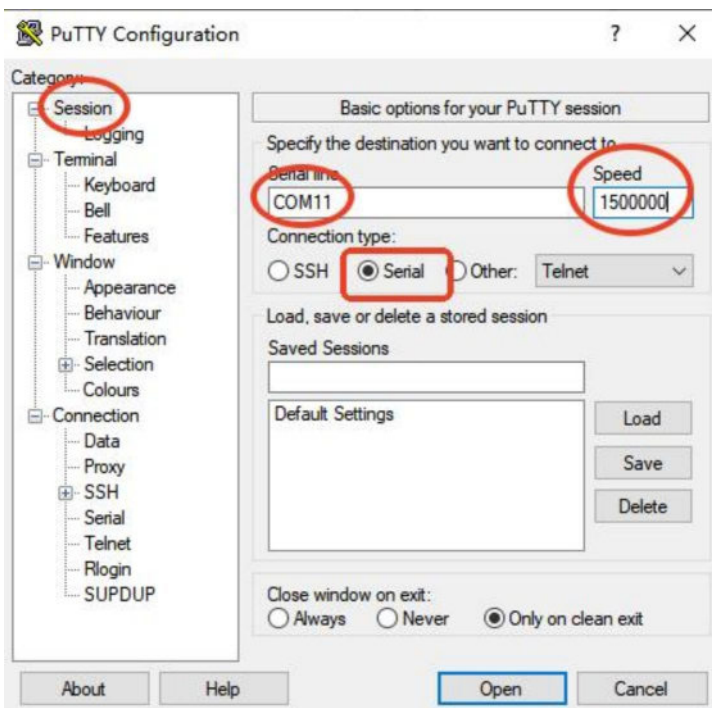 PuTTY Configuration
?
Category:
Session
Logging
Terminal
Keyboard
Bell
Features
Window
Appearance
Behaviour
Translation
Selection
Colours
Connection
Data
Proxy
SSH
Serial
Telnet
Rlogin
SUPDUP
Basic options for your PuTTY session
Specify the destination you want to connect to
Serial line
Speed
COM11
1500000
Connection type:
SSH
Serial
Other:
Telnet
Load, save or delete a stored session
Saved Sessions
Default Settings
Load
Save
Delete
Close window on exit:
Always
Never
Only on clean exit
About
Help
Open
Cancel